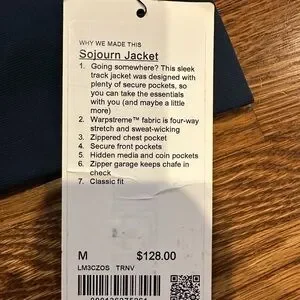 WHY WE MADE THIS
Sojourn Jacket
1. Going somewhere? This sleek
track jacket was designed with
plenty of secure pockets, so
you can take the essentials
with you (and maybe a little
more)
2. Warpstreme™ fabric is four-way
stretch and sweat-wicking
3. Zippered chest pocket
4. Secure front pockets
5. Hidden media and coin pockets
6. Zipper garage keeps chafe in
check
7. Classic fit
M $128.00
LM3CZOS TRNV